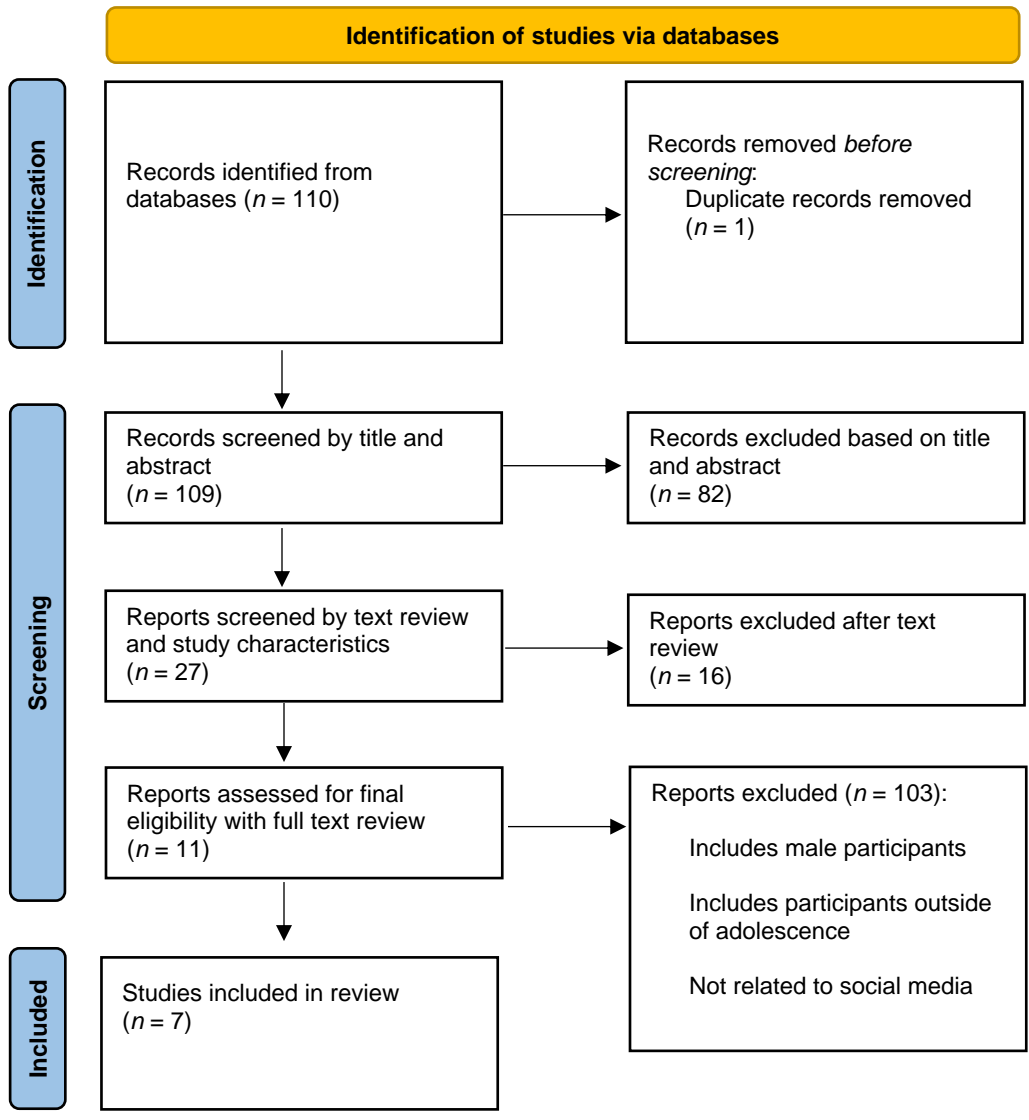 Identification of studies via databases
Identification
Records identified from
databases (n = 110)
Records removed before
screening:
Duplicate records removed
(n = 1)
Screening
Records screened by title and
abstract
(n = 109)
Records excluded based on title
and abstract
(n = 82)
Reports screened by text review
and study characteristics
(n = 27)
Reports excluded after text
review
(n = 16)
Reports assessed for final
eligibility with full text review
(n = 11)
Reports excluded (n = 103):
Includes male participants
Includes participants outside
of adolescence
Not related to social media
Included
Studies included in review
(n = 7)